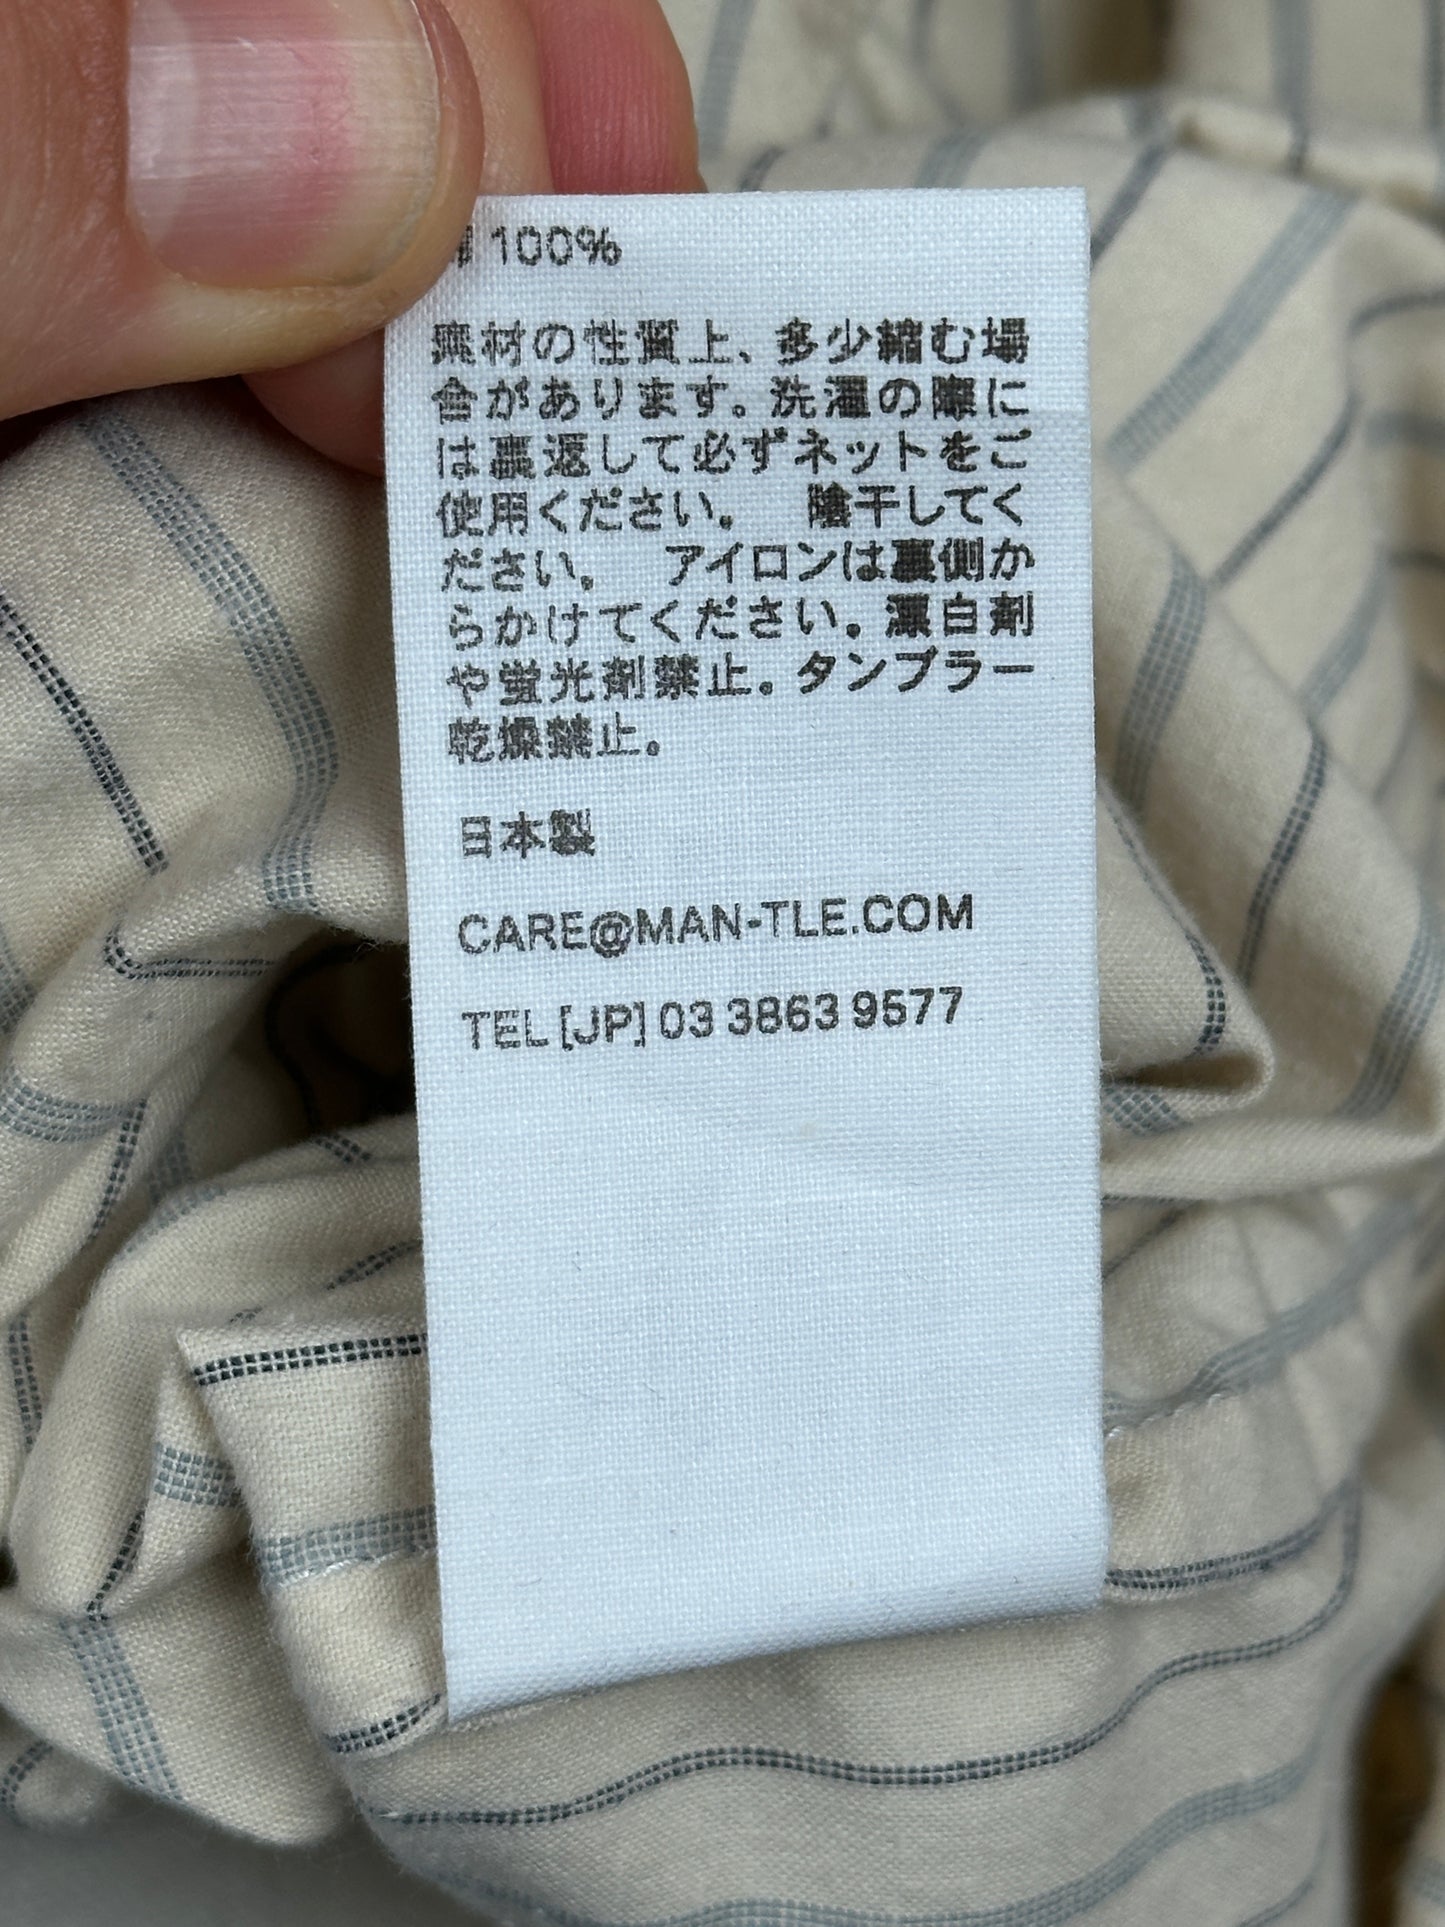 100%
素材の性質上、多少縮む場
合があります。洗濯の際に
は裏返して必ずネットをご
使用ください。　陰干してく
ださい。　アイロンは裏側か
らかけてください。漂白剤
や蛍光剤禁止。タンブラー
乾燥禁止。
日本製
CARE@MAN-TLE.COM
TEL [JP] 03 3863 9577